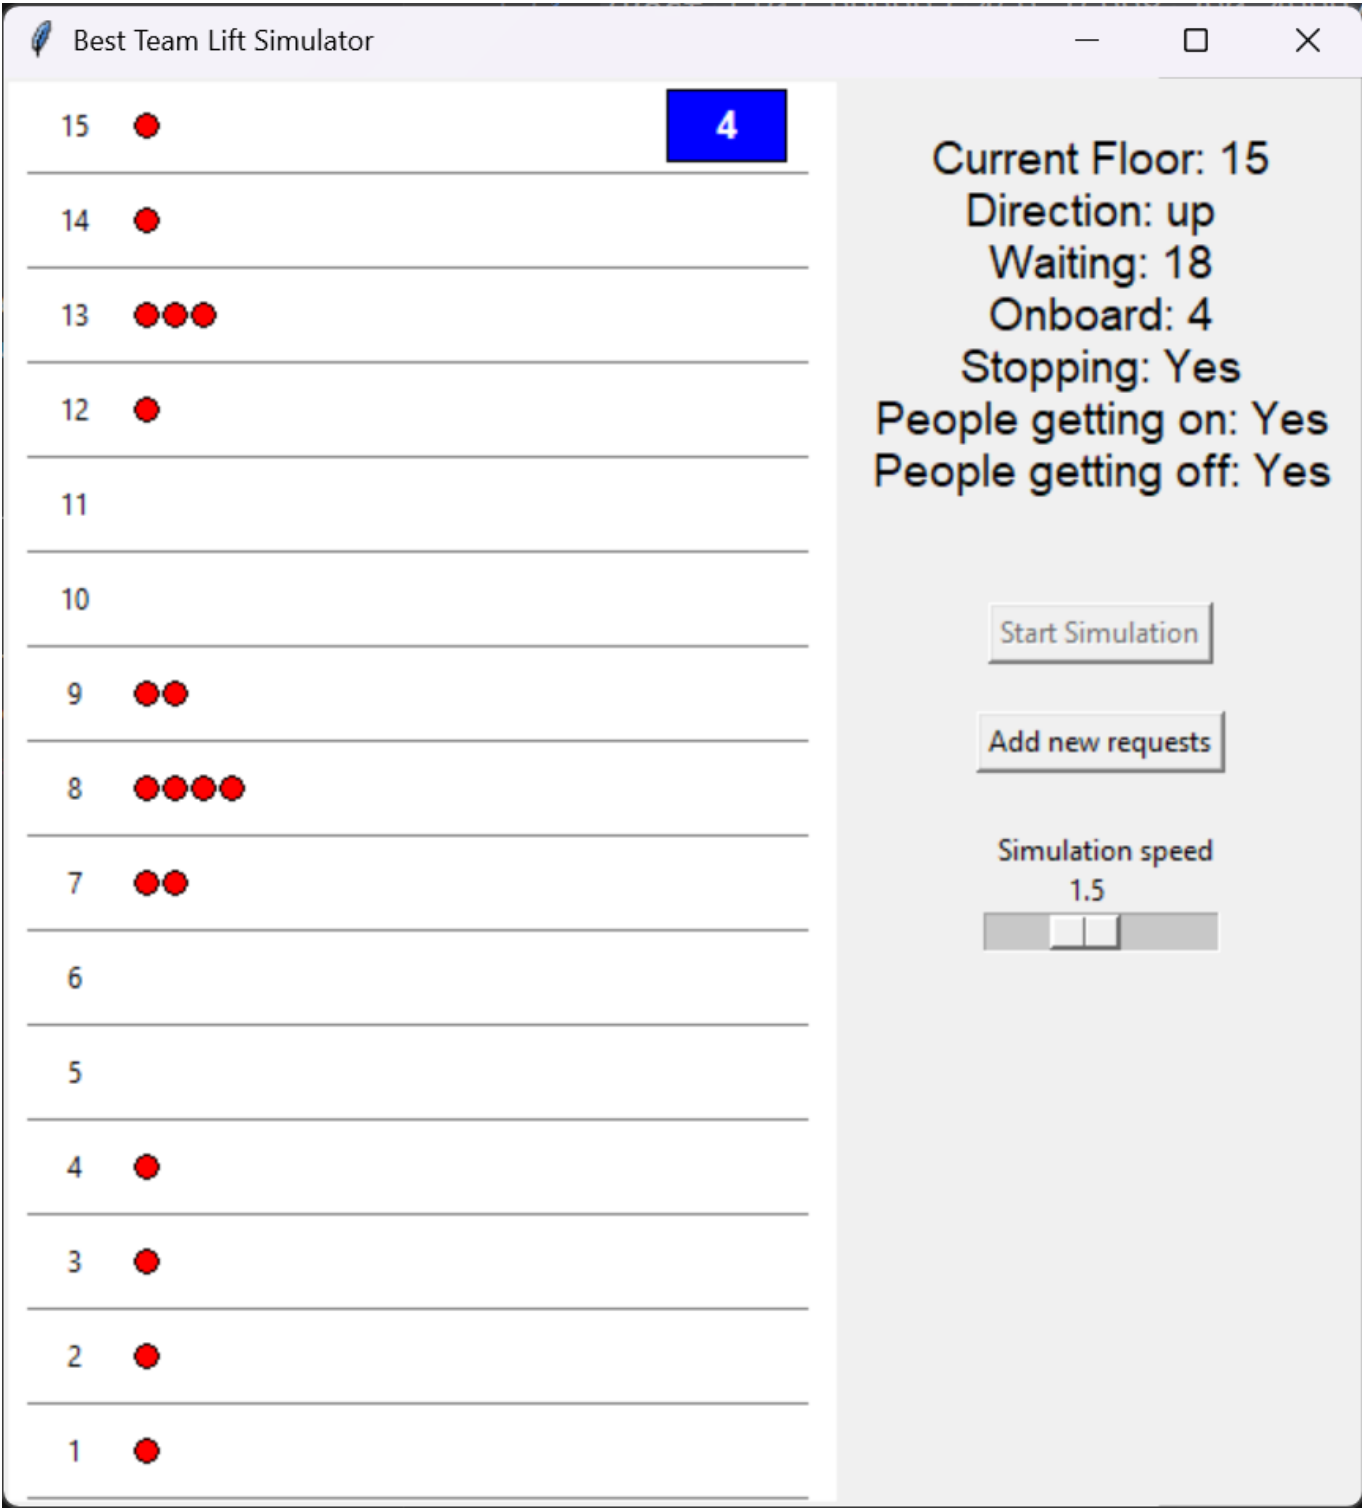 Best Team Lift Simulator
15
4
14
13
12
11
10
9
8
7
6
5
4
3
2
1
Current Floor: 15
Direction: up
Waiting: 18
Onboard: 4
Stopping: Yes
People getting on: Yes
People getting off: Yes
Start Simulation
Add new requests
Simulation speed
1.5